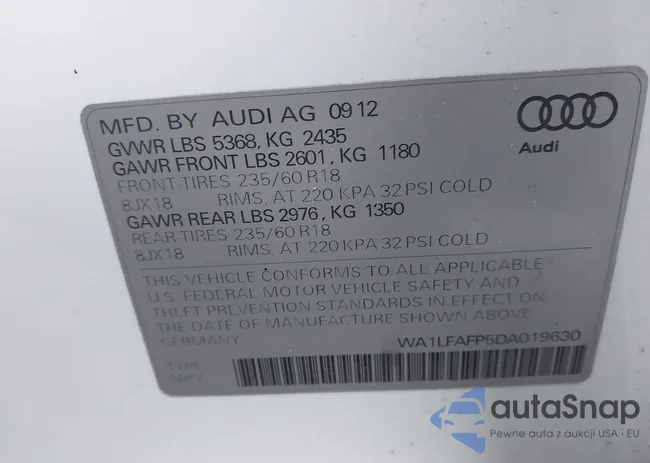 MFD. BY AUDI AG 0912
GVWR LBS 5368, KG 2435
GAWR FRONT LBS 2601, KG 1180
FRONT-TIRES 235/60 R18
8JX18 RIMS, AT 220 KPA 32 PSI COLD
GAWR REAR LBS 2976, KG 1350
REAR-TIRES 235/60 R18
8JX18 RIMS, AT 220 KPA 32 PSI COLD
THIS VEHICLE CONFORMS TO ALL APPLICABLE
U.S. FEDERAL MOTOR VEHICLE SAFETY AND
THEFT PREVENTION STANDARDS IN EFFECT ON
THE DATE OF MANUFACTURE SHOWN ABOVE
GERMANY WA1LFAFP5DA019630
TYPE:
MPV
Audi
autaSnap
Pewne auta z aukcji USA i EU